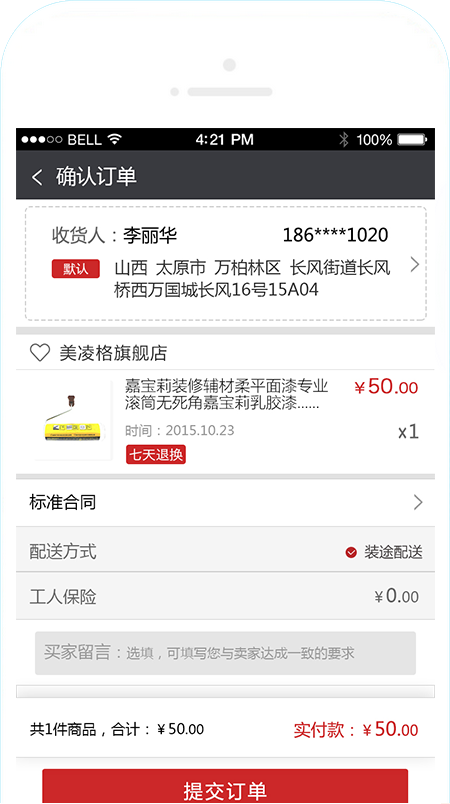 BELL 4:21 PM 100%
确认订单
收货人：李丽华 186****1020
默认 山西 太原市 万柏林区 长风街道长风
桥西万国城长风16号15A04
美凌格旗舰店
嘉宝莉装修辅材柔平面漆专业 ¥50.00
滚筒无死角嘉宝莉乳胶漆......
时间：2015.10.23 x1
七天退换
标准合同
配送方式 装途配送
工人保险 ¥0.00
买家留言：选填，可填写您与卖家达成一致的要求
共1件商品，合计：¥50.00 实付款：¥50.00
提交订单